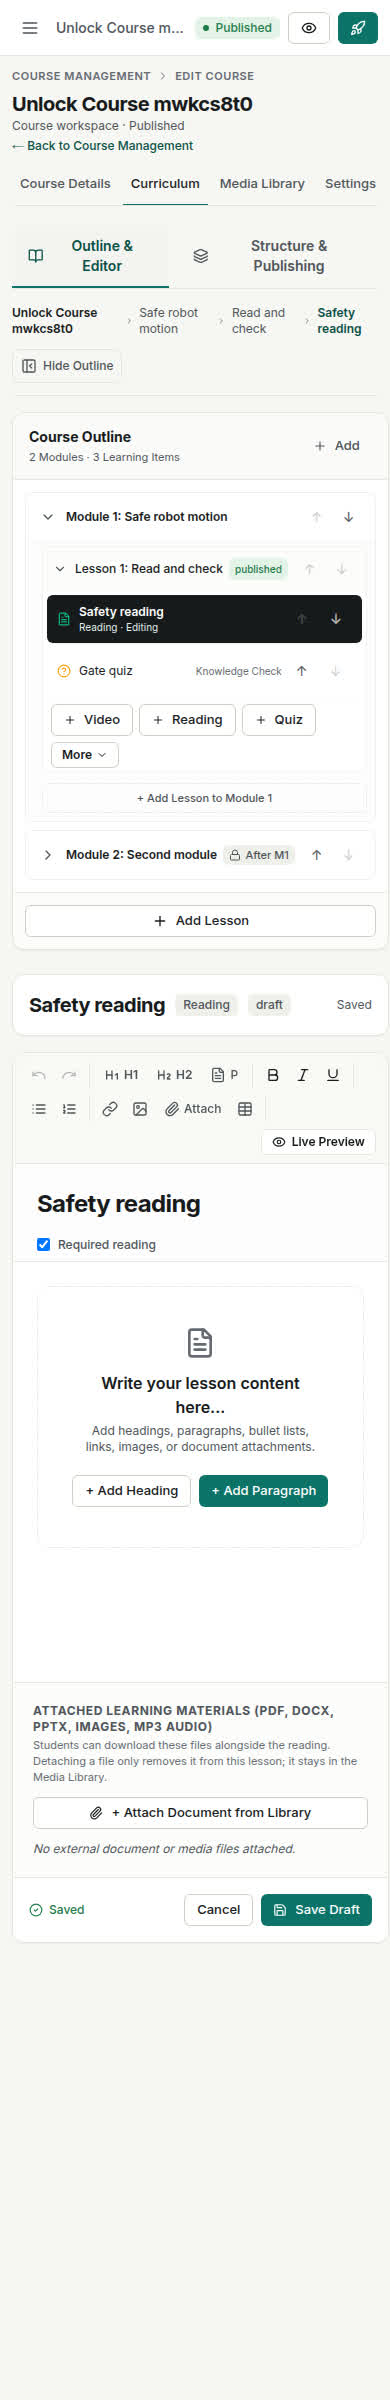 Unlock Course m...
Published
COURSE MANAGEMENT > EDIT COURSE
Unlock Course mwkcs8t0
Course workspace · Published
← Back to Course Management
Course Details
Curriculum
Media Library
Settings
Outline &
Editor
Structure &
Publishing
Unlock Course
mwkcs8t0
Safe robot
motion
Read and
check
Safety
reading
Hide Outline
Course Outline
2 Modules · 3 Learning Items
Add
Module 1: Safe robot motion
Lesson 1: Read and check published
Safety reading
Reading · Editing
Gate quiz Knowledge Check
Video
Reading
Quiz
More
+ Add Lesson to Module 1
Module 2: Second module After M1
Add Lesson
Safety reading Reading draft Saved
H1 H1 H2 H2 P B I U
Attach
Live Preview
Safety reading
Required reading
Write your lesson content
here...
Add headings, paragraphs, bullet lists,
links, images, or document attachments.
+ Add Heading
+ Add Paragraph
ATTACHED LEARNING MATERIALS (PDF, DOCX,
PPTX, IMAGES, MP3 AUDIO)
Students can download these files alongside the reading.
Detaching a file only removes it from this lesson; it stays in the
Media Library.
+ Attach Document from Library
No external document or media files attached.
Saved
Cancel
Save Draft